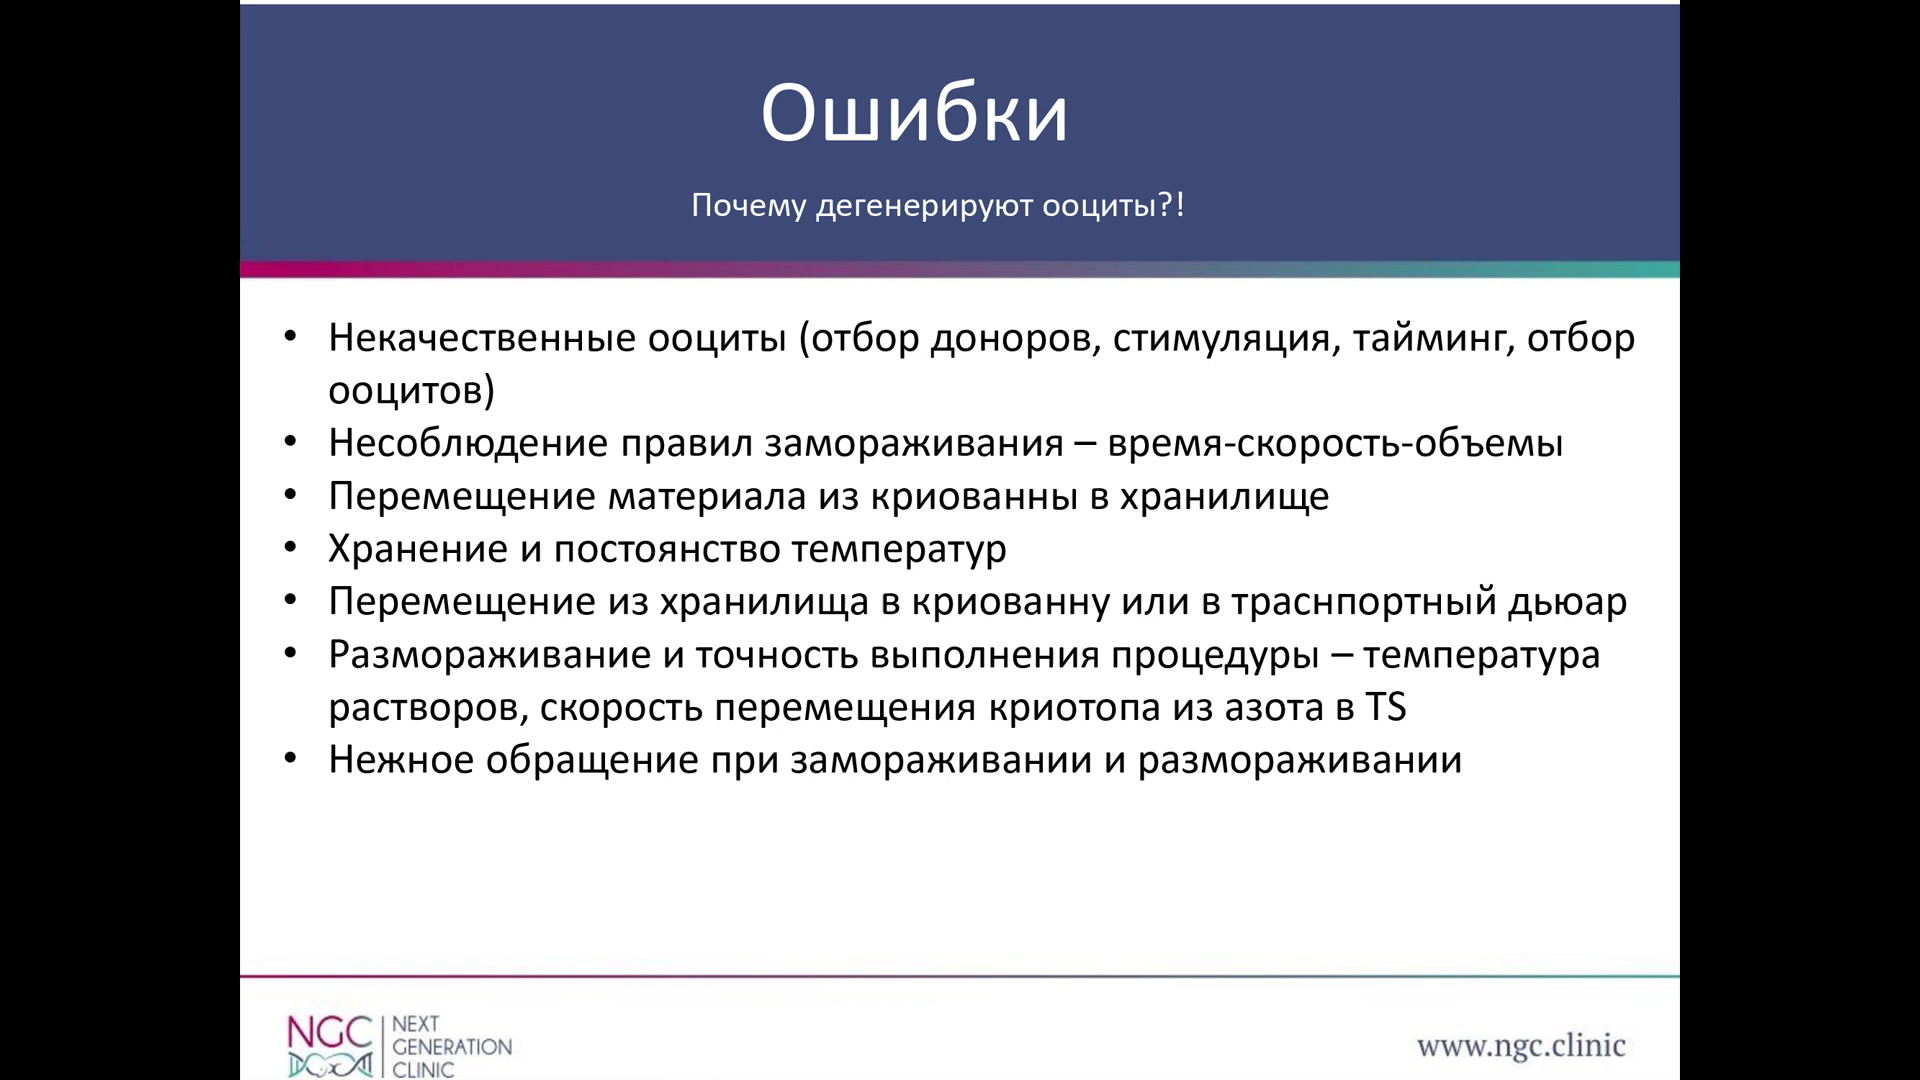 Ошибки
Почему дегенерируют ооциты?!
• Некачественные ооциты (отбор доноров, стимуляция, тайминг, отбор
ооцитов)
• Несоблюдение правил замораживания – время-скорость-объемы
• Перемещение материала из криованны в хранилище
• Хранение и постоянство температур
• Перемещение из хранилища в криованну или в траснпортный дьюар
• Размораживание и точность выполнения процедуры – температура
растворов, скорость перемещения криотопа из азота в TS
• Нежное обращение при замораживании и размораживании
NGC
NEXT
GENERATION
CLINIC
www.ngc.clinic